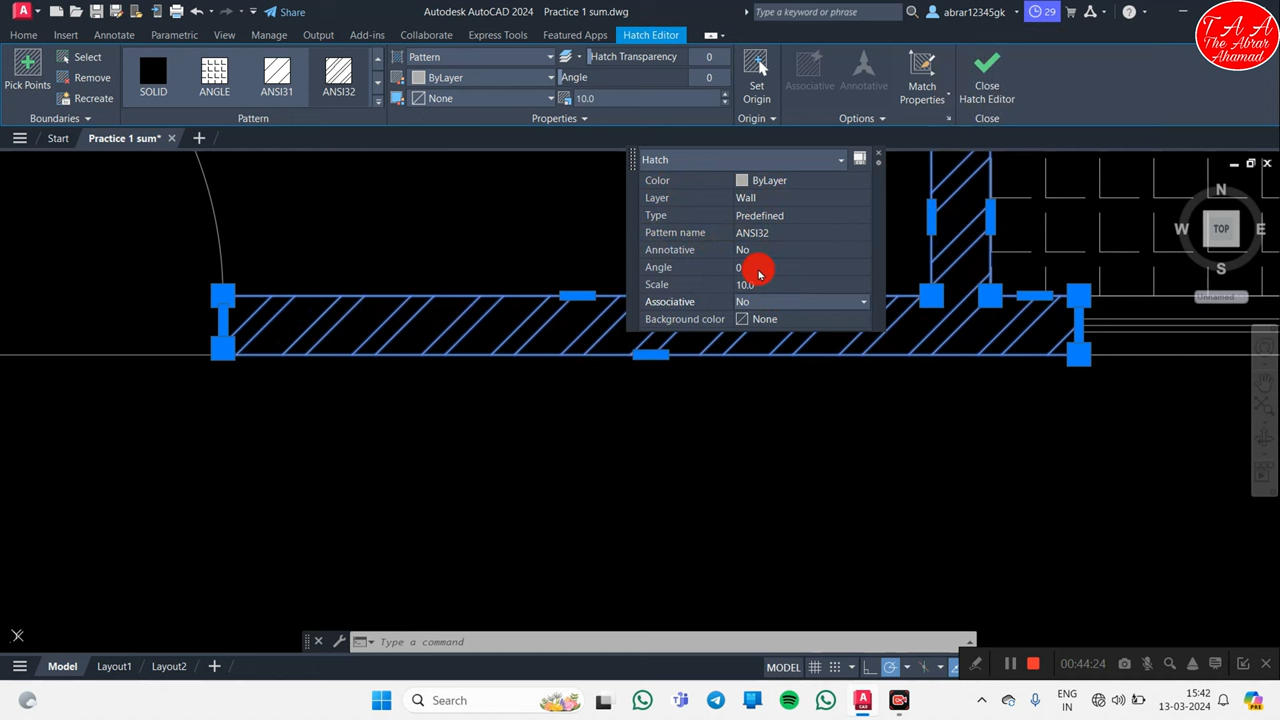 Share
Autodesk AutoCAD 2024 Practice 1 sum.dwg
Type a keyword or phrase
abrar12345gk
29
T A A
The Abrar
Ahamad
Home Insert Annotate Parametric View Manage Output Add-ins Collaborate Express Tools Featured Apps Hatch Editor
Pick Points
Select
Remove
Recreate
Boundaries
SOLID ANGLE ANSI31 ANSI32
Pattern
Pattern
ByLayer
None
Hatch Transparency 0
Angle 0
10.0
Properties
Set
Origin
Origin
Associative
Annotative
Match
Properties
Options
Close
Hatch Editor
Close
Start Practice 1 sum*
Hatch
Color ByLayer
Layer Wall
Type Predefined
Pattern name ANSI32
Annotative No
Angle 0
Scale 10.0
Associative No
Background color None
N
W TOP E
S
Unnamed
Y
X
Type a command
Model Layout1 Layout2
MODEL
00:44:24
Search
ENG
IN
15:42
13-03-2024
PRE